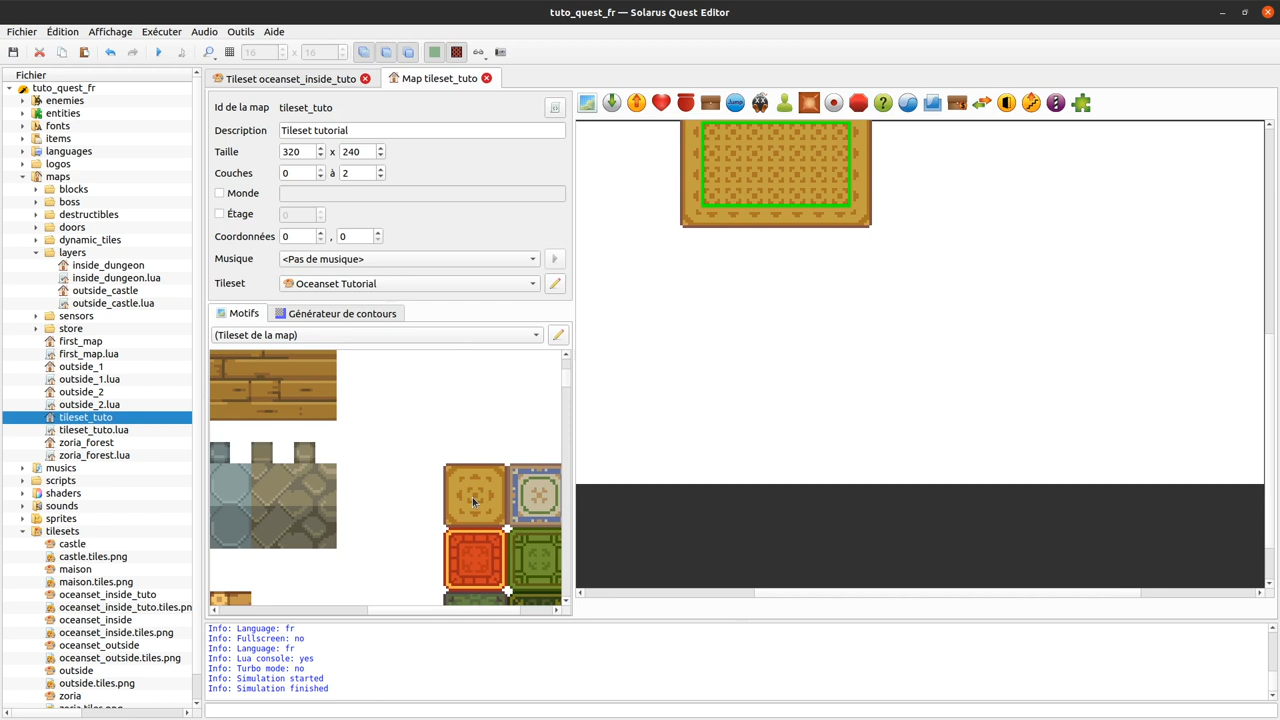 tuto_quest_fr — Solarus Quest Editor
Fichier Édition Affichage Exécuter Audio Outils Aide
16 x 16
Fichier
tuto_quest_fr
enemies
entities
fonts
items
languages
logos
maps
blocks
boss
destructibles
doors
dynamic_tiles
layers
inside_dungeon
inside_dungeon.lua
outside_castle
outside_castle.lua
sensors
store
first_map
first_map.lua
outside_1
outside_1.lua
outside_2
outside_2.lua
tileset_tuto
tileset_tuto.lua
zoria_forest
zoria_forest.lua
musics
scripts
shaders
sounds
sprites
tilesets
castle
castle.tiles.png
maison
maison.tiles.png
oceanset_inside_tuto
oceanset_inside_tuto.tiles.pn
oceanset_inside
oceanset_inside.tiles.png
oceanset_outside
oceanset_outside.tiles.png
outside
outside.tiles.png
zoria
zoria.tiles.png
Tileset oceanset_inside_tuto Map tileset_tuto
Id de la map tileset_tuto
Description Tileset tutorial
Taille 320 x 240
Couches 0 à 2
Monde
Étage 0
Coordonnées 0 , 0
Musique <Pas de musique>
Tileset Oceanset Tutorial
Motifs Générateur de contours
(Tileset de la map)
Jump
?
Info: Language: fr
Info: Fullscreen: no
Info: Language: fr
Info: Lua console: yes
Info: Turbo mode: no
Info: Simulation started
Info: Simulation finished